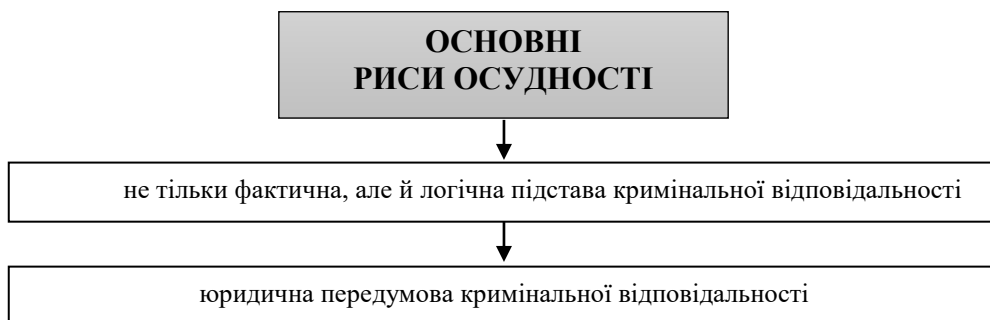 ОСНОВНІ
РИСИ ОСУДНОСТІ
не тільки фактична, але й логічна підстава кримінальної відповідальності
юридична передумова кримінальної відповідальності